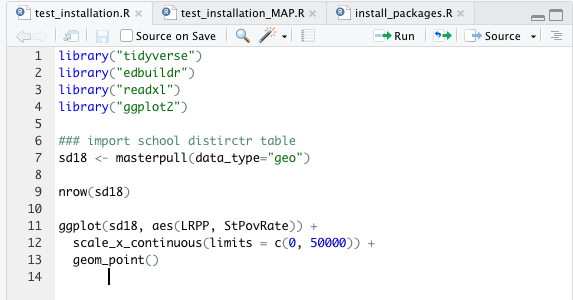 test_installation.R
test_installation_MAP.R
install_packages.R
Source on Save
Run
Source
1 library("tidyverse")
2 library("edbuildr")
3 library("readxl")
4 library("ggplot2")
5
6 ### import school distirctr table
7 sd18 <- masterpull(data_type="geo")
8
9 nrow(sd18)
10
11 ggplot(sd18, aes(LRPP, StPovRate)) +
12 scale_x_continuous(limits = c(0, 50000)) +
13 geom_point()
14